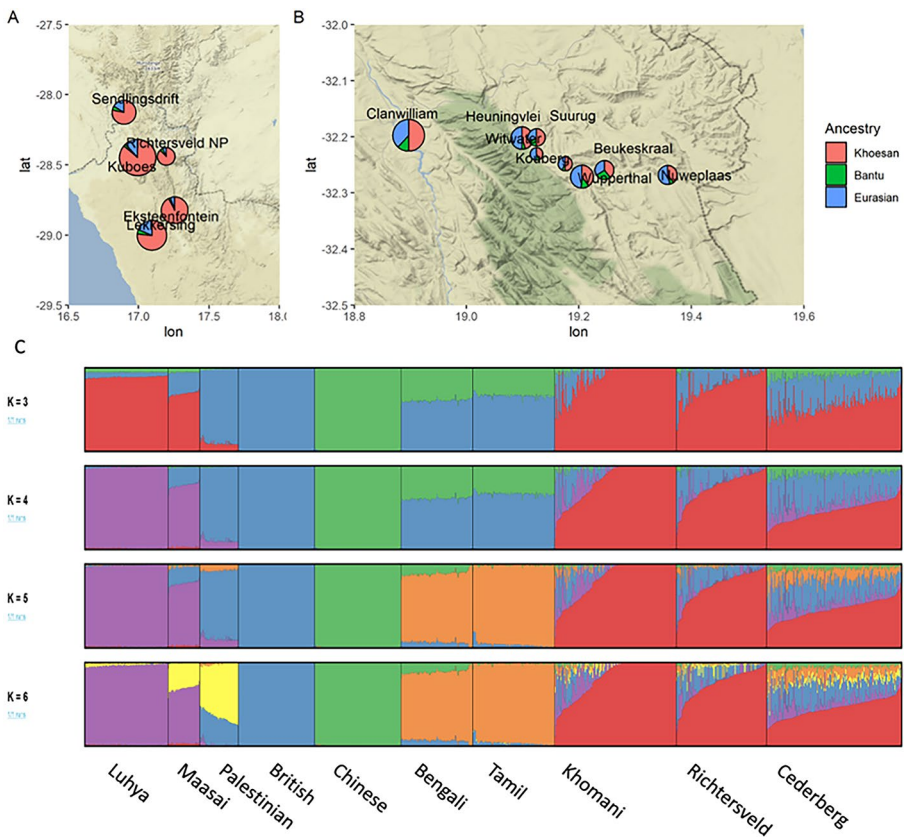 A
B
-27.5
-28.0
-28.5
-29.0
-29.5
lat
16.5
17.0
17.5
18.0
lon
Sendlingsdrift
Richtersveld NP
Kuboes
Eksteenfontein
Lekkersing
-32.0
-32.1
-32.2
-32.3
-32.4
-32.5
lat
18.8
19.0
19.2
19.4
19.6
lon
Clanwilliam
Heuningvlei
Suurug
Witwater
Koaberg
Beukeskraal
Wupperthal
Nuweplaas
Ancestry
Khoesan
Bantu
Eurasian
C
K = 3
K = 4
K = 5
K = 6
Luhya
Maasai
Palestinian
British
Chinese
Bengali
Tamil
Khomani
Richtersveld
Cederberg